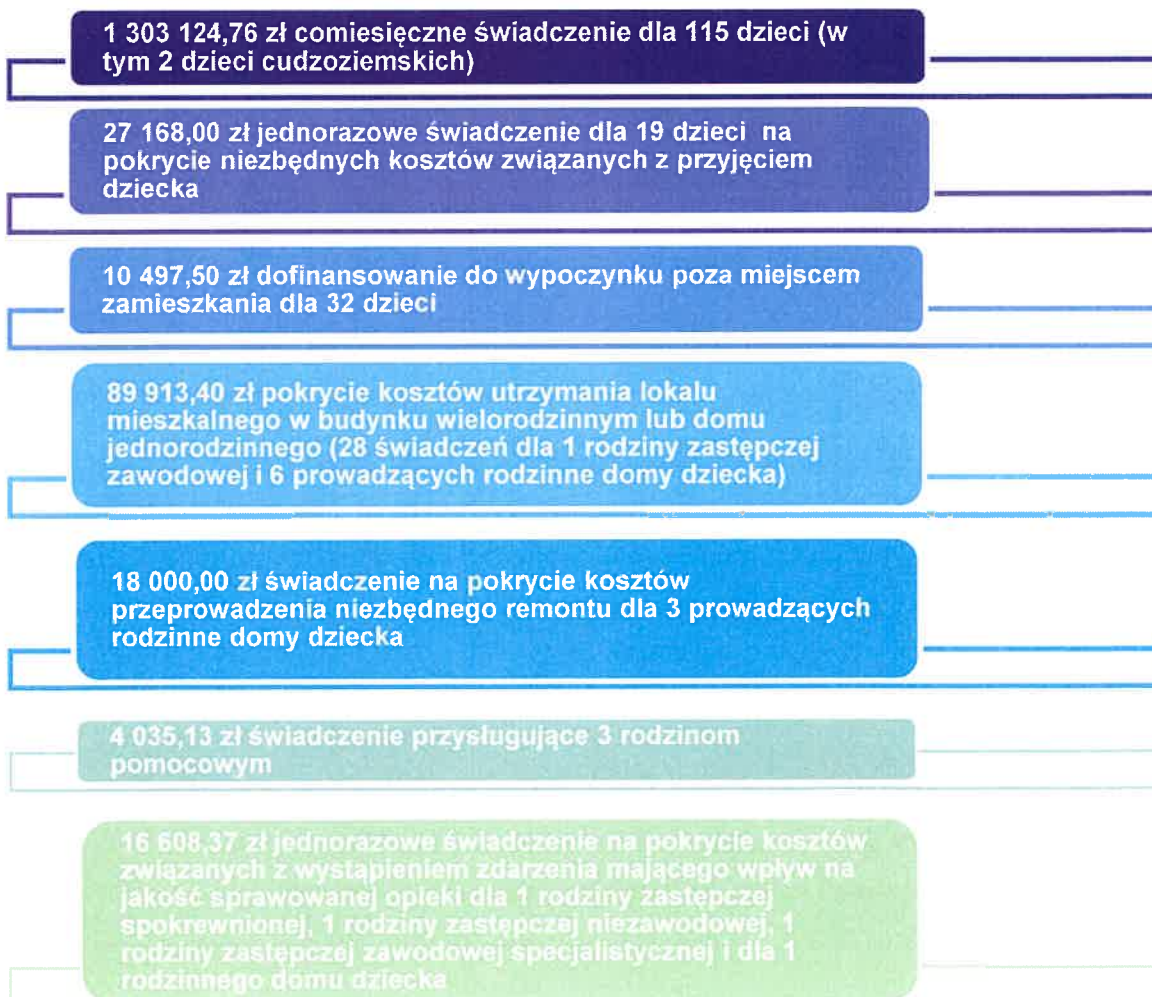 1 303 124,76 zł comiesięczne świadczenie dla 115 dzieci (w
tym 2 dzieci cudzoziemskich)
27 168,00 zł jednorazowe świadczenie dla 19 dzieci na
pokrycie niezbędnych kosztów związanych z przyjęciem
dziecka
10 497,50 zł dofinansowanie do wypoczynku poza miejscem
zamieszkania dla 32 dzieci
89 913,40 zł pokrycie kosztów utrzymania lokalu
mieszkalnego w budynku wielorodzinnym lub domu
jednorodzinnego (28 świadczeń dla 1 rodziny zastępczej
zawodowej i 6 prowadzących rodzinne domy dziecka)
18 000,00 zł świadczenie na pokrycie kosztów
przeprowadzenia niezbędnego remontu dla 3 prowadzących
rodzinne domy dziecka
4 035,13 zł świadczenie przysługujące 3 rodzinom
pomocowym
16 608,37 zł jednorazowe świadczenie na pokrycie kosztów
związanych z wystąpieniem zdarzenia mającego wpływ na
jakość sprawowanej opieki dla 1 rodziny zastępczej
spokrewnionej, 1 rodziny zastępczej niezawodowej, 1
rodziny zastępczej zawodowej specjalistycznej i dla 1
rodzinnego domu dziecka